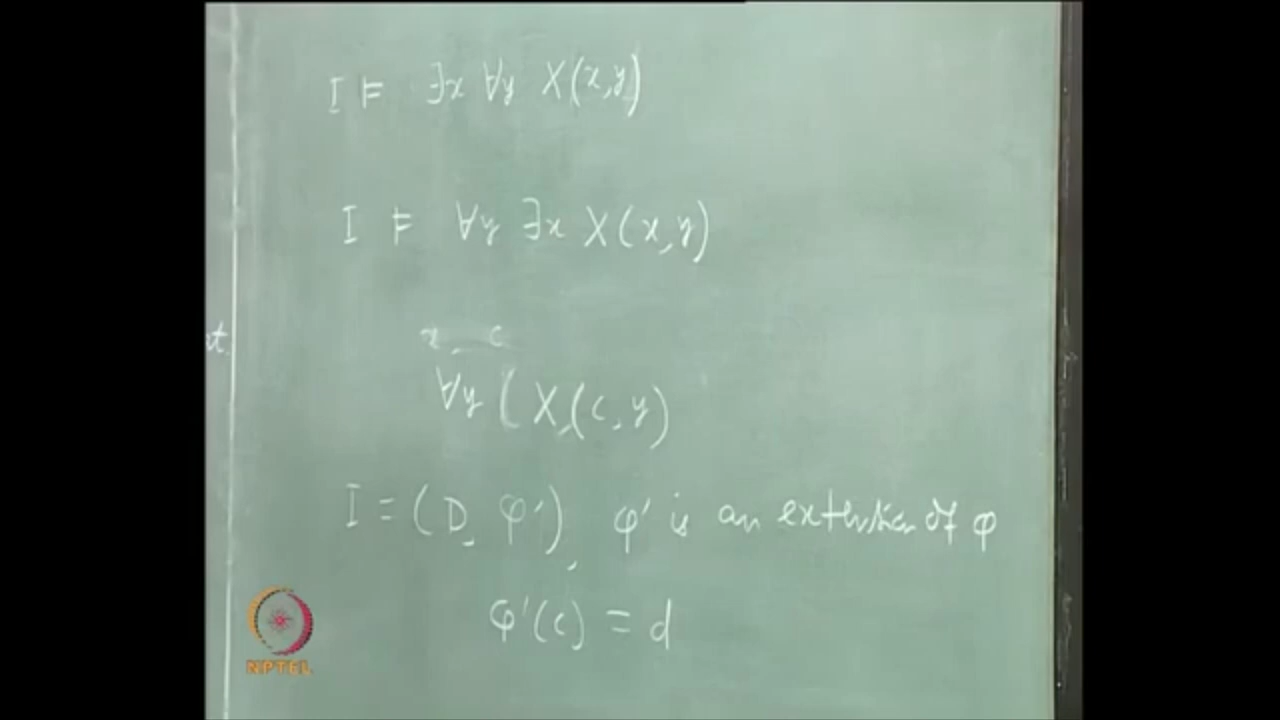 I ⊨ ∃x ∀y X(x,y)
I ⊨ ∀y ∃x X(x,y)
t.
x c
∀y ( X(c,y)
I = (D, φ'), φ' is an extension of φ
φ'(c) = d
NPTEL